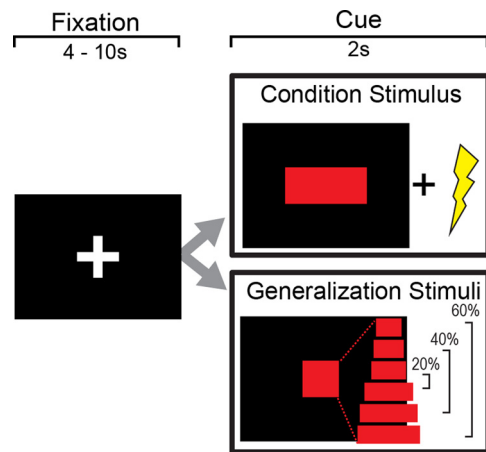 Fixation
4 - 10s
Cue
2s
Condition Stimulus
+
Generalization Stimuli
60%
40%
20%